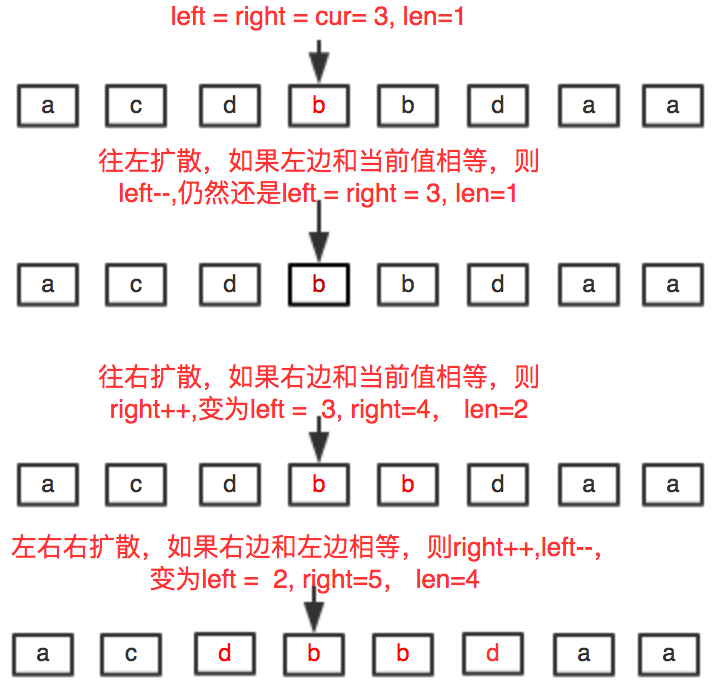 left = right = cur= 3, len=1
a c d b b d a a
往左扩散，如果左边和当前值相等，则
left--,仍然还是left = right = 3, len=1
a c d b b d a a
往右扩散，如果右边和当前值相等，则
right++,变为left =  3, right=4， len=2
a c d b b d a a
左右右扩散，如果右边和左边相等，则right++,left--，
变为left =  2, right=5， len=4
a c d b b d a a